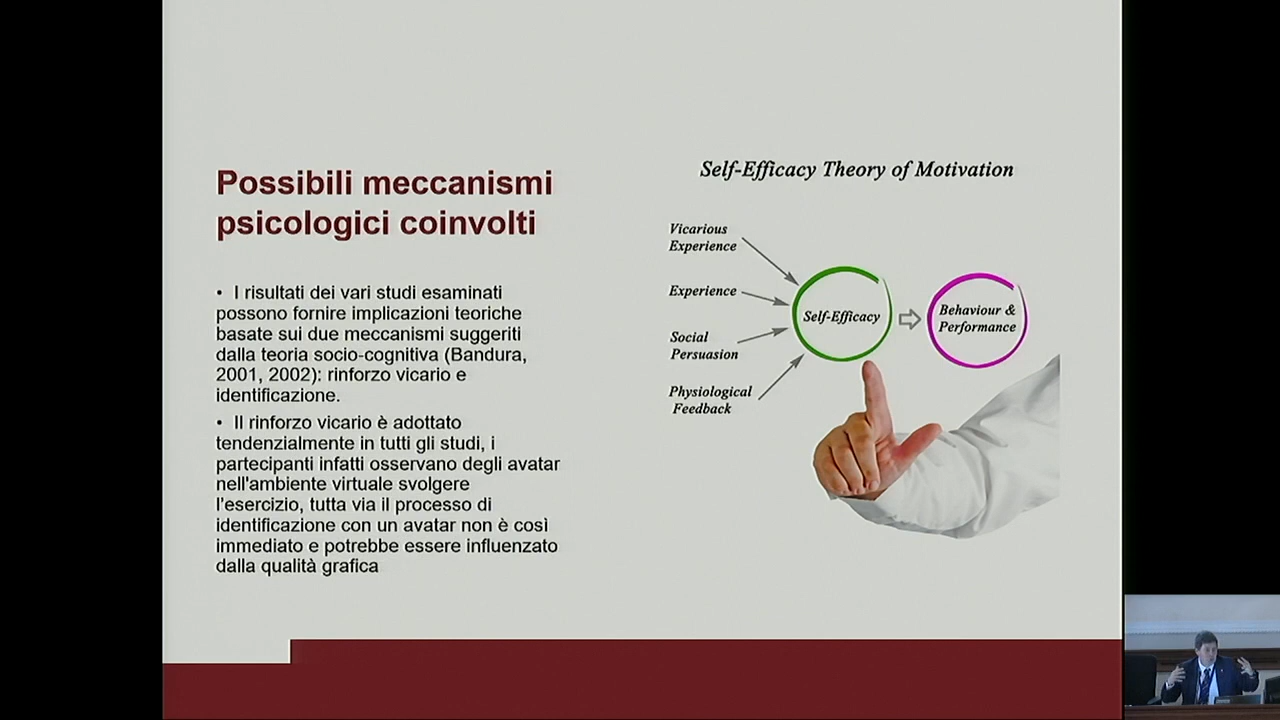 Possibili meccanismi
psicologici coinvolti
• I risultati dei vari studi esaminati
possono fornire implicazioni teoriche
basate sui due meccanismi suggeriti
dalla teoria socio-cognitiva (Bandura,
2001, 2002): rinforzo vicario e
identificazione.
• Il rinforzo vicario è adottato
tendenzialmente in tutti gli studi, i
partecipanti infatti osservano degli avatar
nell'ambiente virtuale svolgere
l'esercizio, tutta via il processo di
identificazione con un avatar non è così
immediato e potrebbe essere influenzato
dalla qualità grafica
Self-Efficacy Theory of Motivation
Vicarious
Experience
Experience
Social
Persuasion
Physiological
Feedback
Self-Efficacy
Behaviour &
Performance